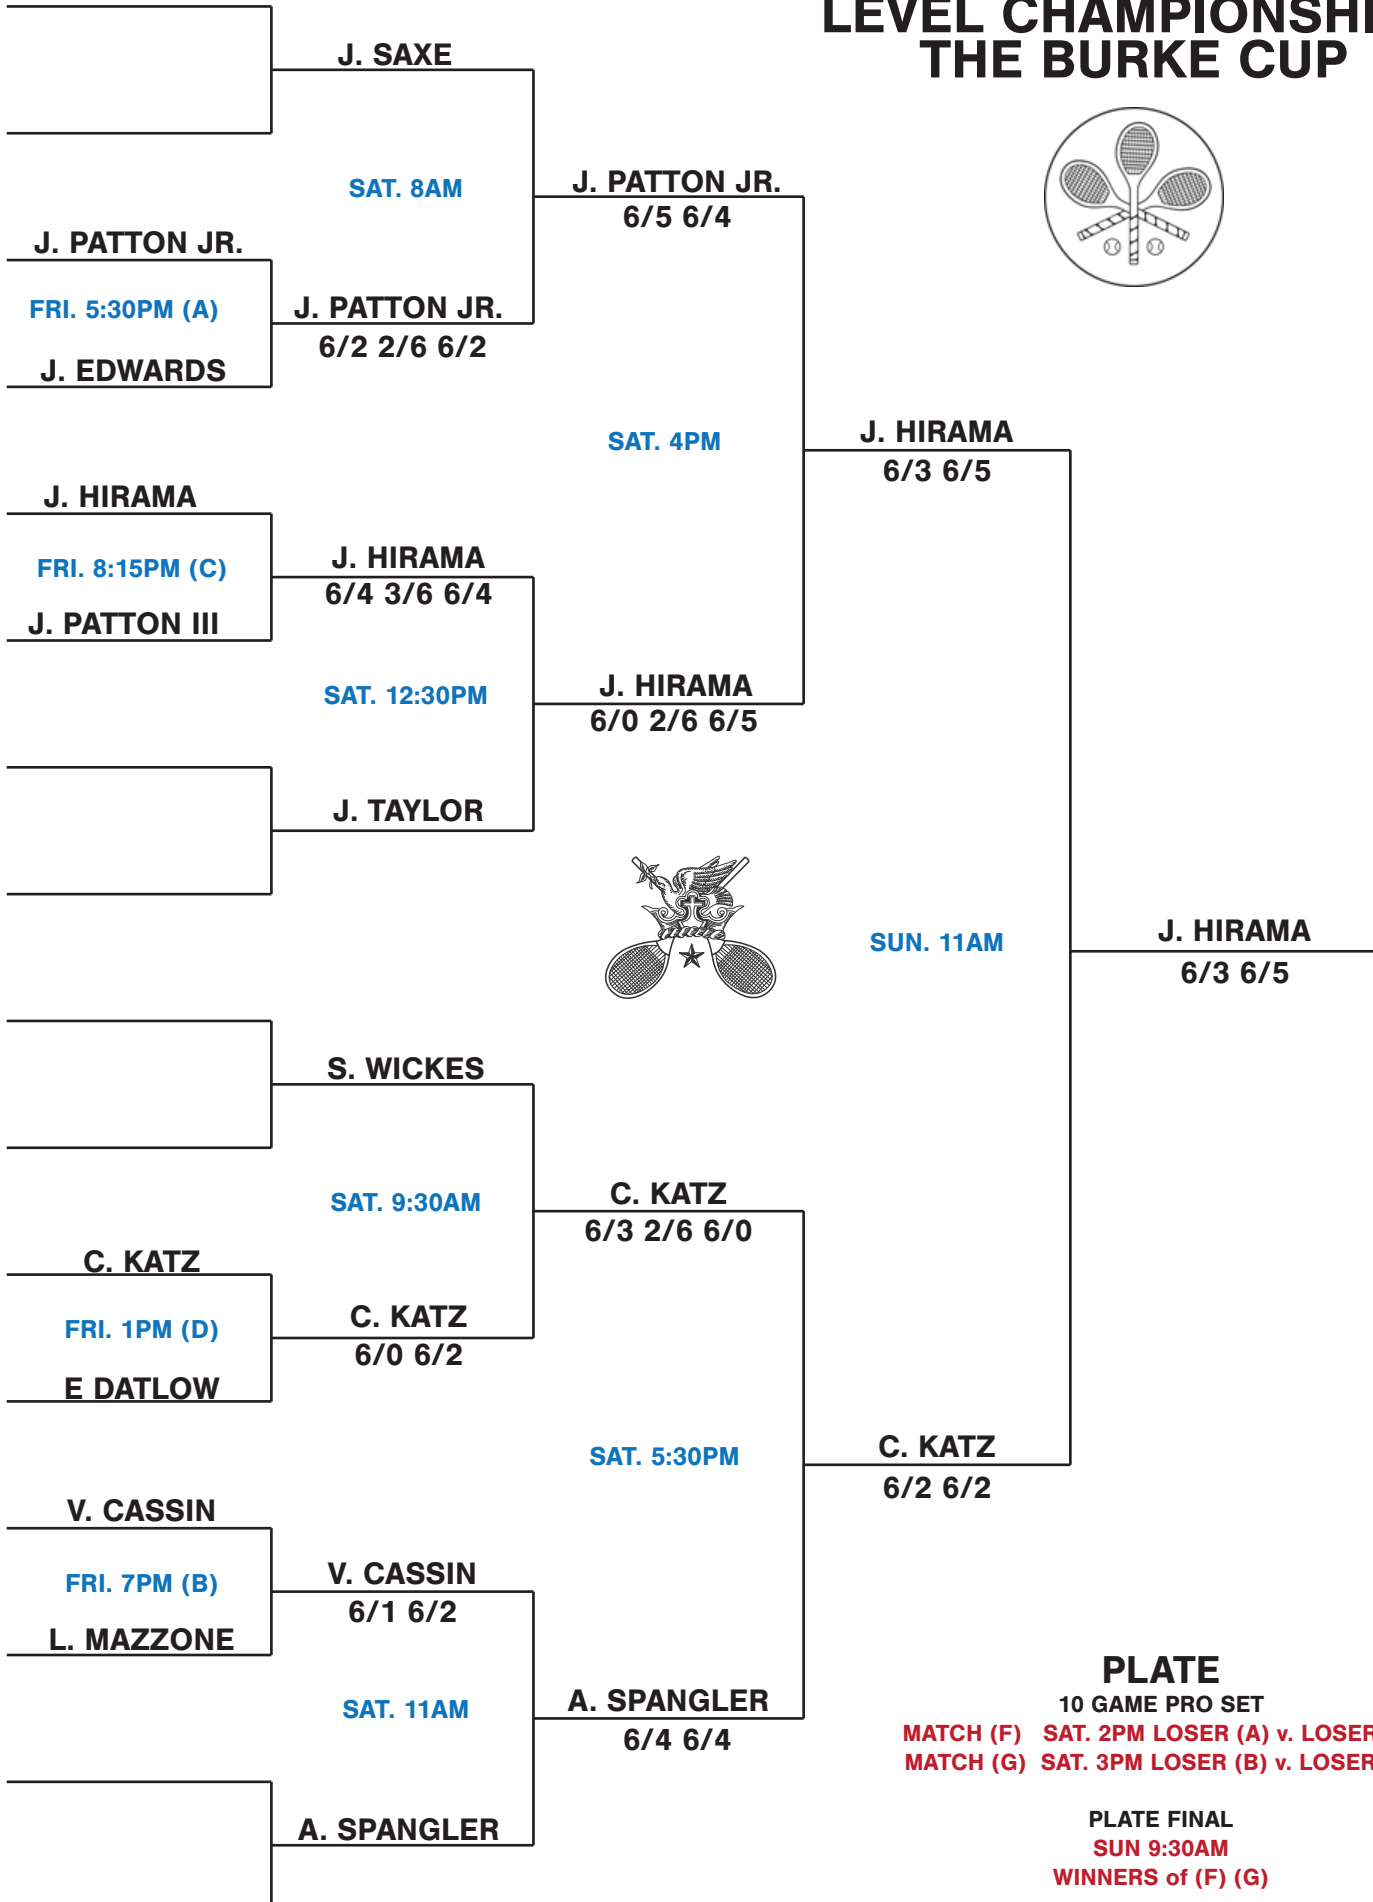 LEVEL CHAMPIONSHI
THE BURKE CUP
J. SAXE
SAT. 8AM
J. PATTON JR.
6/5 6/4
J. PATTON JR.
FRI. 5:30PM (A)
J. EDWARDS
J. PATTON JR.
6/2 2/6 6/2
SAT. 4PM
J. HIRAMA
6/3 6/5
J. HIRAMA
FRI. 8:15PM (C)
J. PATTON III
J. HIRAMA
6/4 3/6 6/4
SAT. 12:30PM
J. HIRAMA
6/0 2/6 6/5
J. TAYLOR
SUN. 11AM
J. HIRAMA
6/3 6/5
S. WICKES
SAT. 9:30AM
C. KATZ
6/3 2/6 6/0
C. KATZ
FRI. 1PM (D)
E DATLOW
C. KATZ
6/0 6/2
SAT. 5:30PM
C. KATZ
6/2 6/2
V. CASSIN
FRI. 7PM (B)
L. MAZZONE
V. CASSIN
6/1 6/2
SAT. 11AM
A. SPANGLER
6/4 6/4
A. SPANGLER
PLATE
10 GAME PRO SET
MATCH (F) SAT. 2PM LOSER (A) v. LOSER
MATCH (G) SAT. 3PM LOSER (B) v. LOSER
PLATE FINAL
SUN 9:30AM
WINNERS of (F) (G)